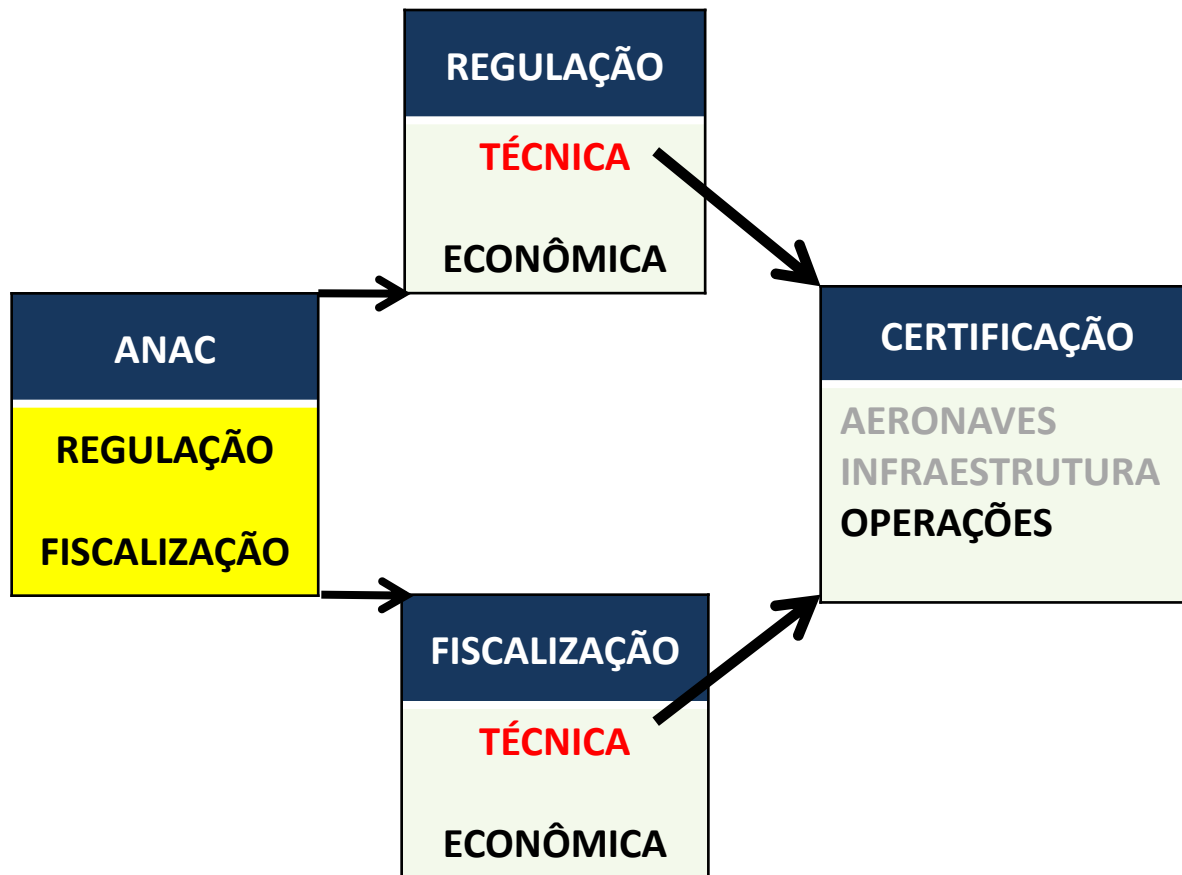 REGULAÇÃO
TÉCNICA
ECONÔMICA
ANAC
REGULAÇÃO
FISCALIZAÇÃO
CERTIFICAÇÃO
AERONAVES
INFRAESTRUTURA
OPERAÇÕES
FISCALIZAÇÃO
TÉCNICA
ECONÔMICA